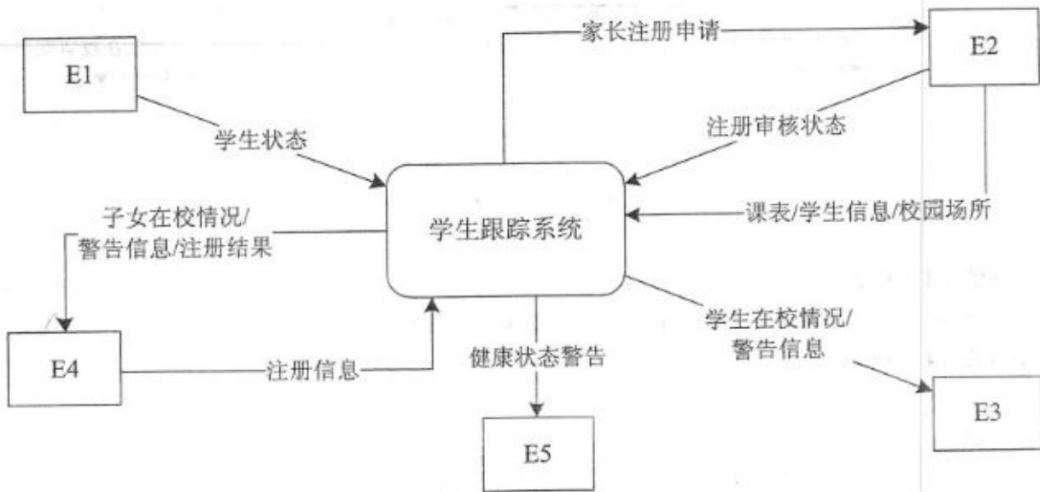 家长注册申请
E1
E2
学生状态
注册审核状态
子女在校情况/
警告信息/注册结果
学生跟踪系统
课表/学生信息/校园场所
学生在校情况/
警告信息
E4
注册信息
健康状态警告
E3
E5